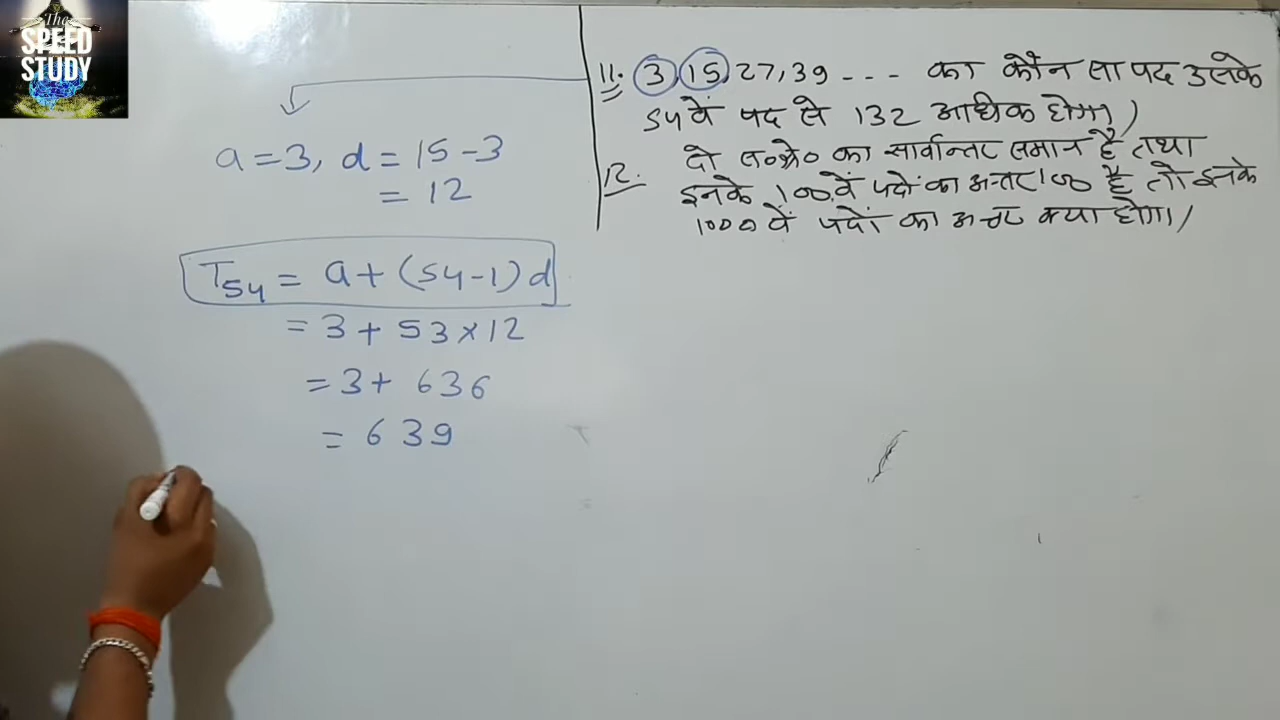 The
SPEED
STUDY
11. 3, 15, 27, 39 --- का कौन सा पद उसके
54 वें पद से 132 अधिक होगा।
12. दो स०श्रे० का सार्वान्तर समान है तथा
इनके 100 वें पदों का अन्तर 100 है तो इनके
1000 वें पदों का अन्तर क्या होगा।
a = 3, d = 15 - 3
= 12
T54 = a + (54-1) d
= 3 + 53 × 12
= 3 + 636
= 639